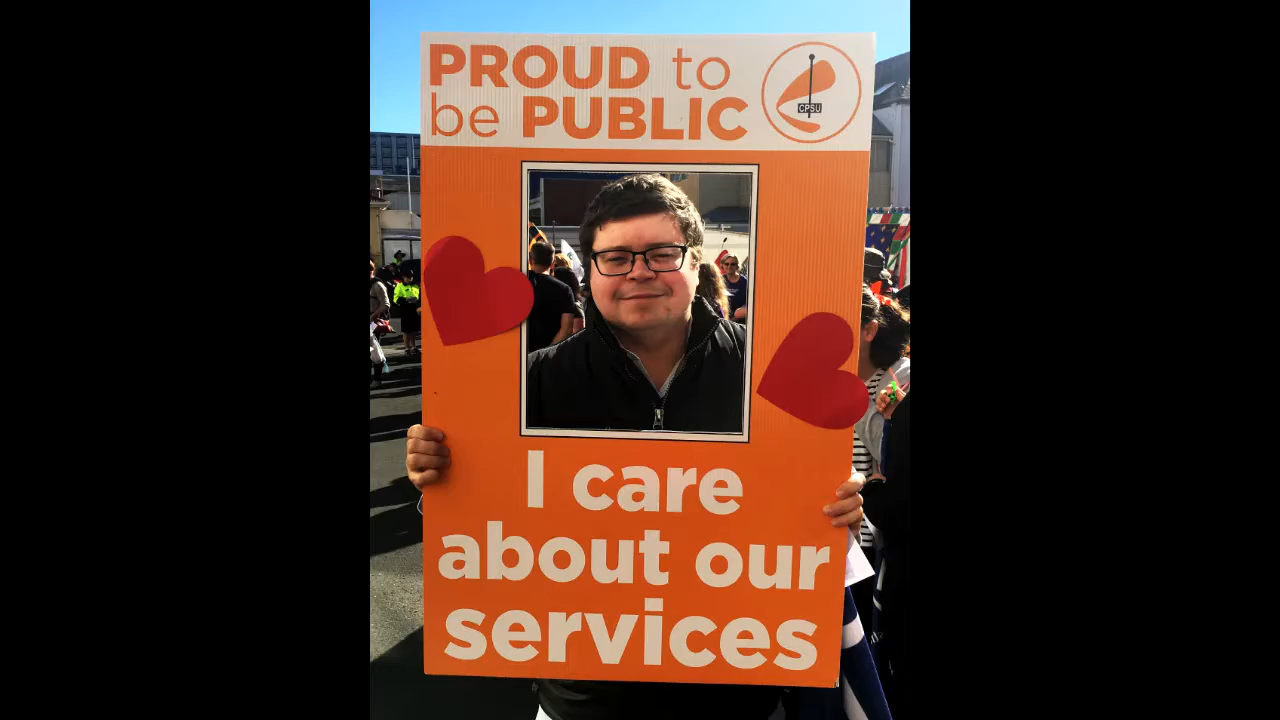 PROUD to
be PUBLIC
CPSU
I care
about our
services